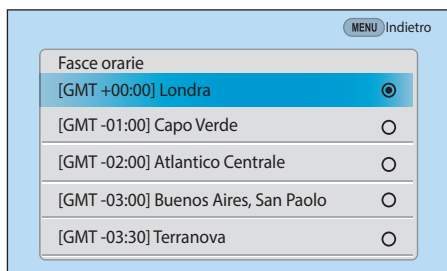 MENU Indietro
Fasce orarie
[GMT +00:00] Londra
[GMT -01:00] Capo Verde
[GMT -02:00] Atlantico Centrale
[GMT -03:00] Buenos Aires, San Paolo
[GMT -03:30] Terranova